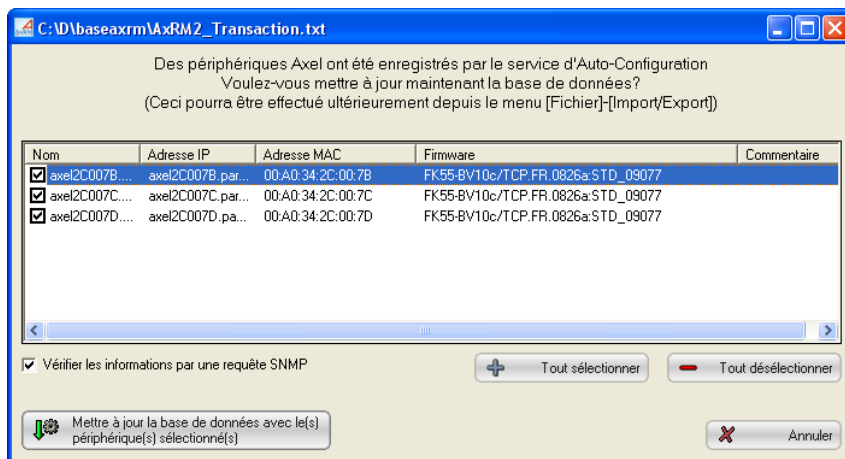 C:\D\baseaxrm\AxRM2_Transaction.txt
Des périphériques Axel ont été enregistrés par le service d'Auto-Configuration
Voulez-vous mettre à jour maintenant la base de données?
(Ceci pourra être effectué ultérieurement depuis le menu [Fichier]-[Import/Export])
Nom Adresse IP Adresse MAC Firmware Commentaire
axel2C007B.... axel2C007B.par... 00:A0:34:2C:00:7B FK55-BV10c/TCP.FR.0826a:STD_09077
axel2C007C.... axel2C007C.par... 00:A0:34:2C:00:7C FK55-BV10c/TCP.FR.0826a:STD_09077
axel2C007D.... axel2C007D.pa... 00:A0:34:2C:00:7D FK55-BV10c/TCP.FR.0826a:STD_09077
Vérifier les informations par une requête SNMP
Tout sélectionner
Tout désélectionner
Mettre à jour la base de données avec le(s)
périphérique(s) sélectionné(s)
Annuler